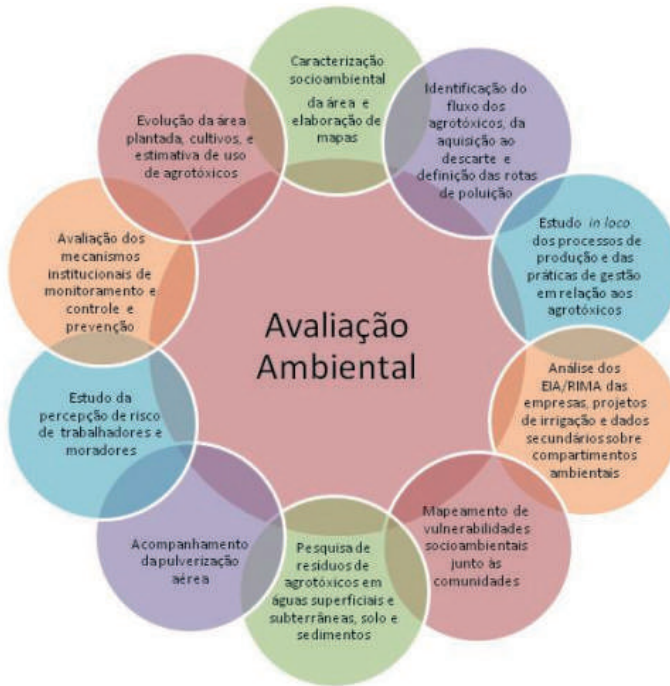 Caracterização
socioambiental
da área e
elaboração de
mapas
Identificação do
fluxo dos
agrotóxicos, da
aquisição ao
descarte e
definição das rotas
de poluição
Estudo in loco
dos processos de
produção e das
práticas de gestão
em relação aos
agrotóxicos
Análise dos
EIA/RIMA das
empresas, projetos
de irrigação e dados
secundários sobre
compartimentos
ambientais
Mapeamento de
vulnerabilidades
socioambientais
junto às
comunidades
Pesquisa de
resíduos de
agrotóxicos em
águas superficiais e
subterrâneas, solo e
sedimentos
Acompanhamento
da pulverização
aérea
Estudo da
percepção de risco
de trabalhadores e
moradores
Avaliação dos
mecanismos
institucionais de
monitoramento e
controle e
prevenção
Evolução da área
plantada, cultivos, e
estimativa de uso
de agrotóxicos
Avaliação
Ambiental